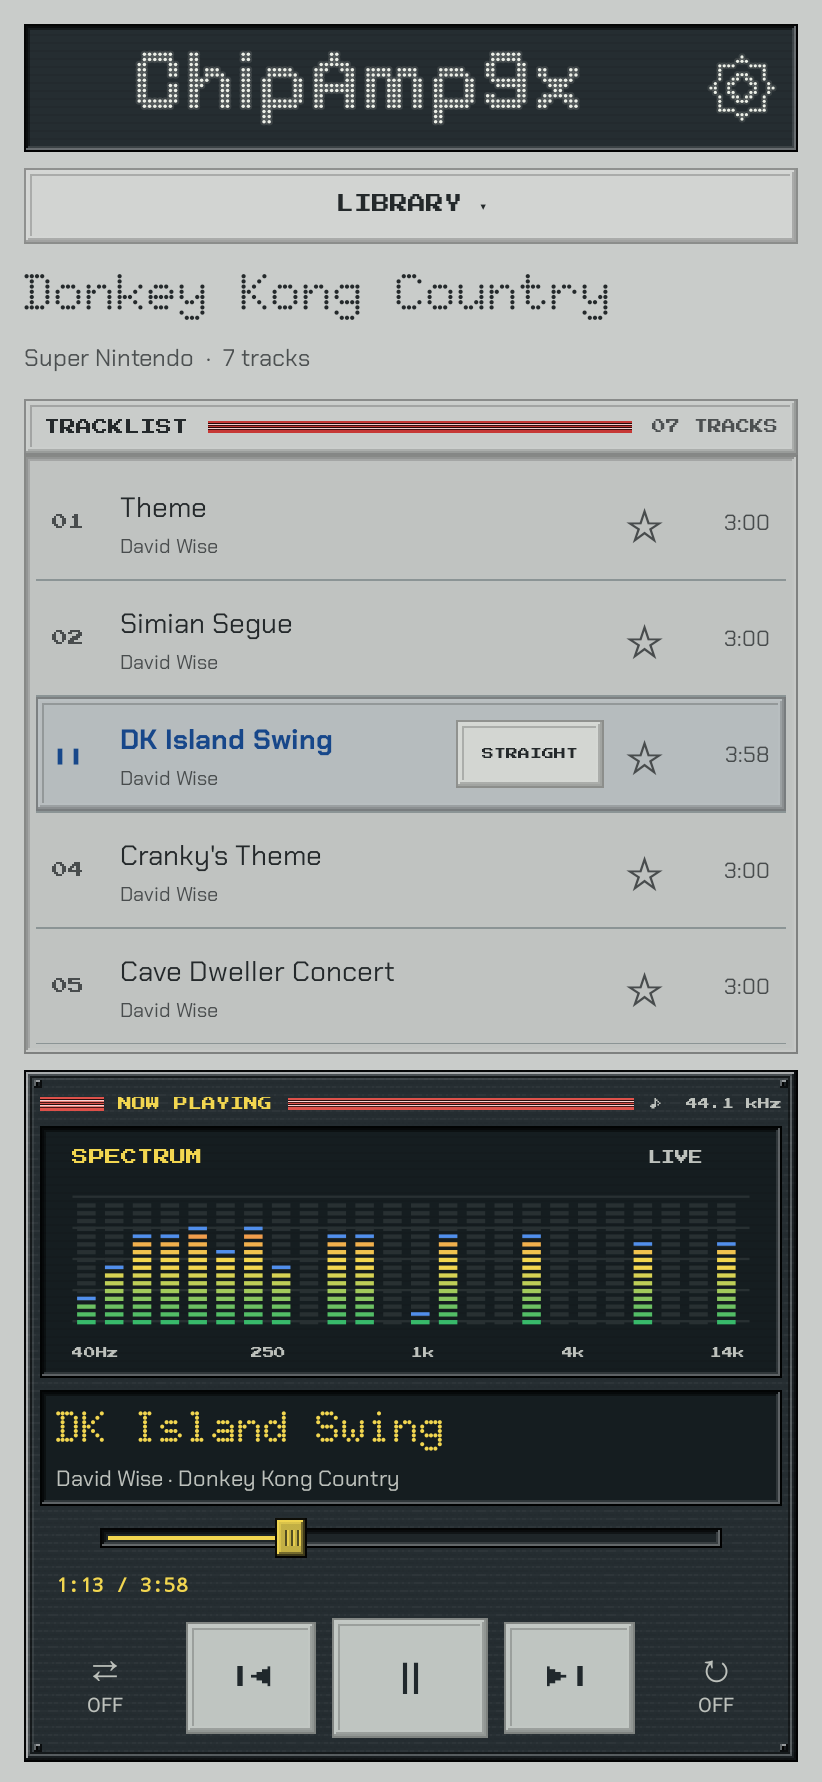 ChipAmp9x
LIBRARY ▾
Donkey Kong Country
Super Nintendo · 7 tracks
TRACKLIST 07 TRACKS
01 Theme 3:00
David Wise
02 Simian Segue 3:00
David Wise
DK Island Swing STRAIGHT 3:58
David Wise
04 Cranky's Theme 3:00
David Wise
05 Cave Dweller Concert 3:00
David Wise
NOW PLAYING ♪ 44.1 kHz
SPECTRUM LIVE
40Hz 250 1k 4k 14k
DK Island Swing
David Wise · Donkey Kong Country
1:13 / 3:58
OFF OFF